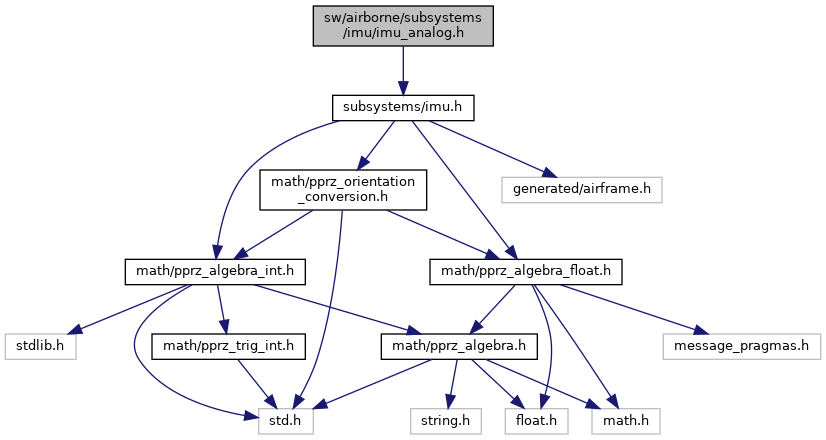 sw/airborne/subsystems
/imu/imu_analog.h
subsystems/imu.h
math/pprz_orientation
_conversion.h
generated/airframe.h
math/pprz_algebra_int.h
math/pprz_algebra_float.h
stdlib.h
math/pprz_trig_int.h
math/pprz_algebra.h
message_pragmas.h
std.h
string.h
float.h
math.h